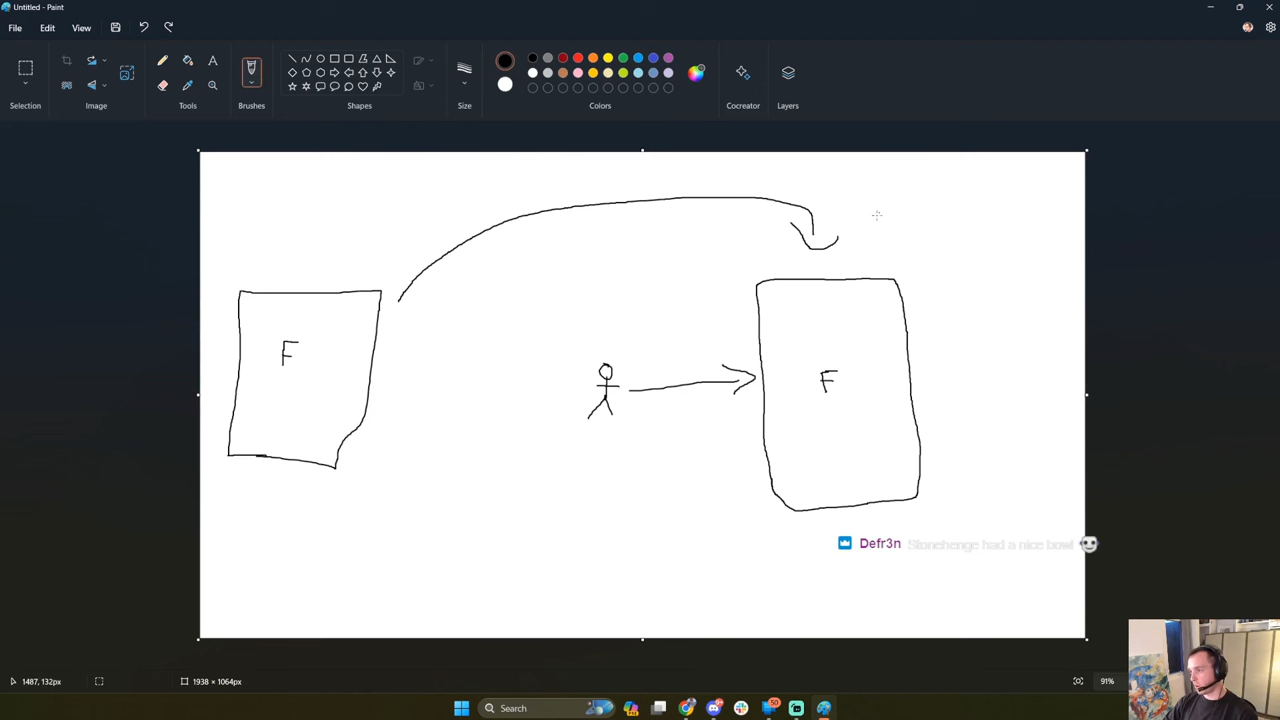 Untitled - Paint
File Edit View
Selection Image Tools Brushes Shapes Size Colors Cocreator Layers
A
F
F
Defr3n Stonehenge had a nice bowl
1487, 132px 1938 × 1064px 91%
Search
50